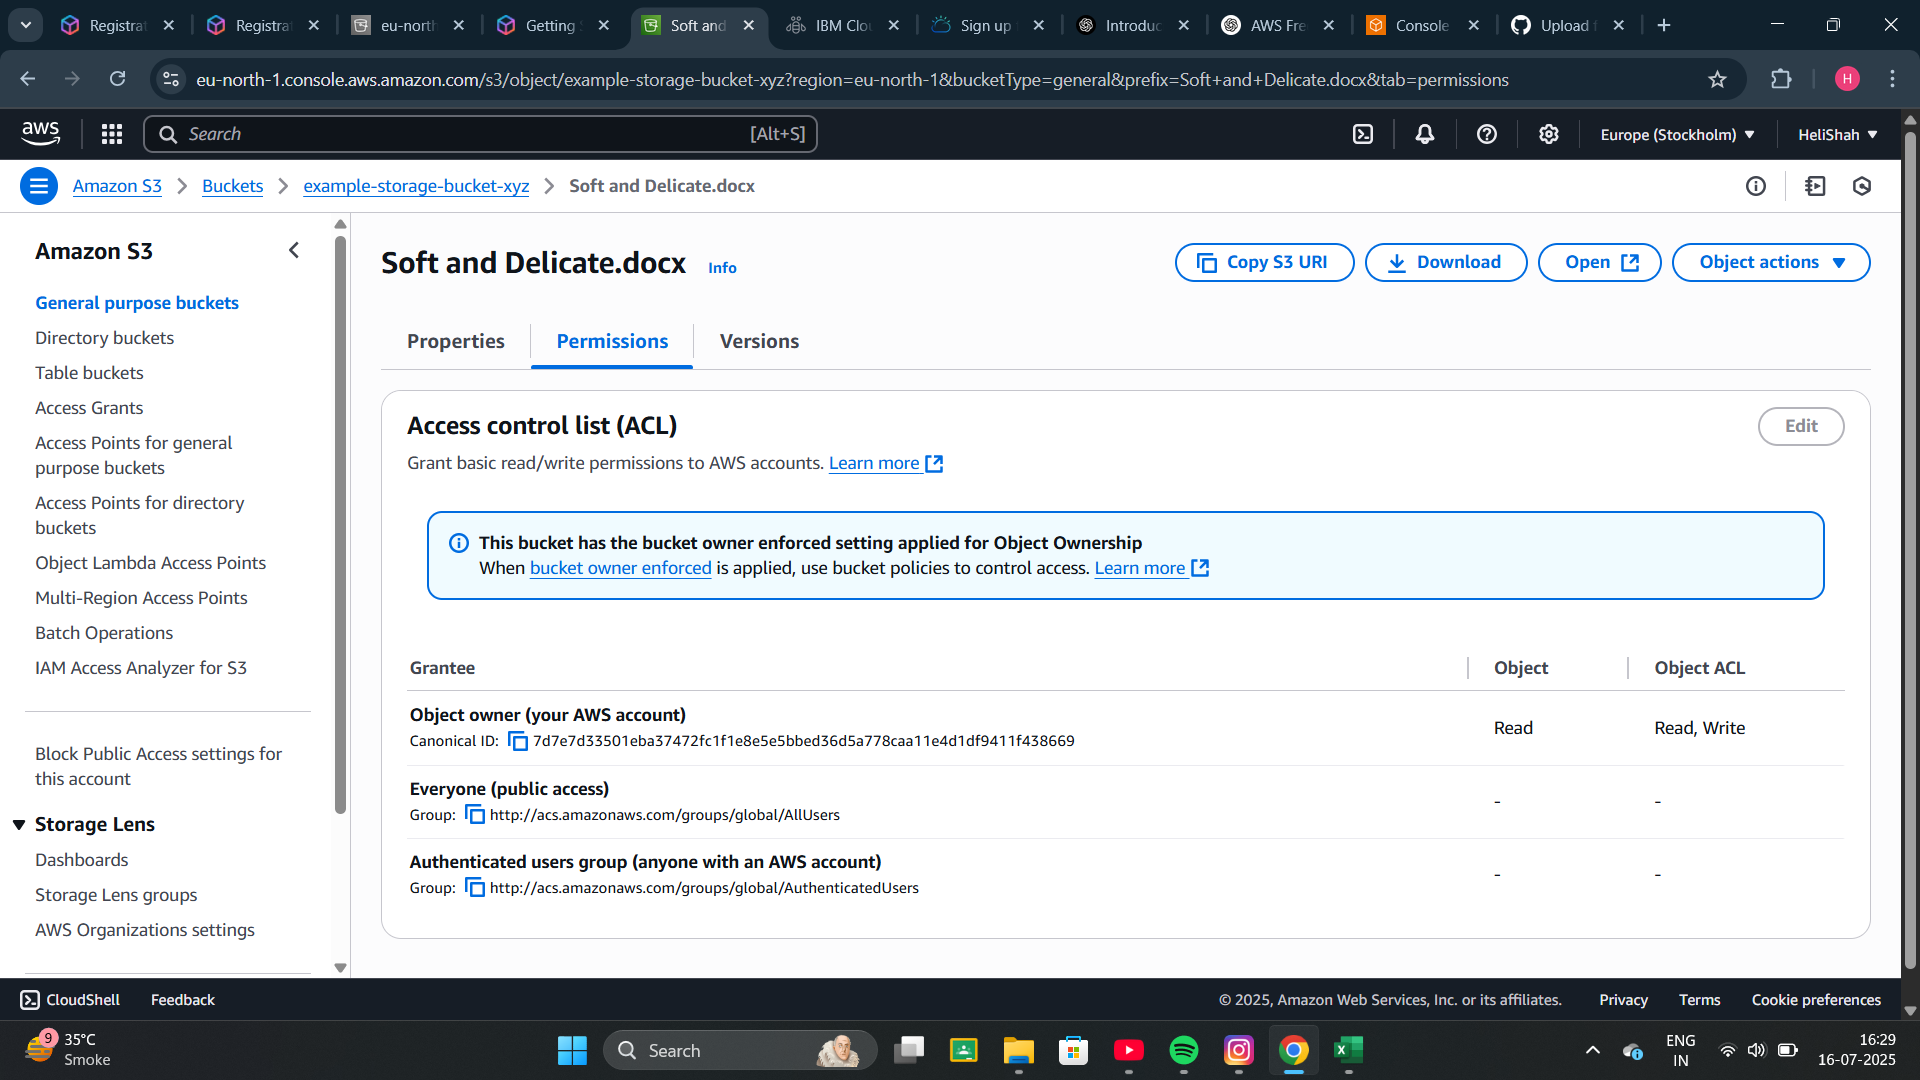 Registrat
Registrat
eu-north
Getting S
Soft and
IBM Clou
Sign up
Introduc
AWS Fre
Console
Upload f
eu-north-1.console.aws.amazon.com/s3/object/example-storage-bucket-xyz?region=eu-north-1&bucketType=general&prefix=Soft+and+Delicate.docx&tab=permissions
H
aws
Search
[Alt+S]
Europe (Stockholm)
HeliShah
Amazon S3
Buckets
example-storage-bucket-xyz
Soft and Delicate.docx
Amazon S3
General purpose buckets
Directory buckets
Table buckets
Access Grants
Access Points for general
purpose buckets
Access Points for directory
buckets
Object Lambda Access Points
Multi-Region Access Points
Batch Operations
IAM Access Analyzer for S3
Block Public Access settings for
this account
Storage Lens
Dashboards
Storage Lens groups
AWS Organizations settings
Soft and Delicate.docx Info
Copy S3 URI
Download
Open
Object actions
Properties
Permissions
Versions
Access control list (ACL)
Edit
Grant basic read/write permissions to AWS accounts. Learn more
This bucket has the bucket owner enforced setting applied for Object Ownership
When bucket owner enforced is applied, use bucket policies to control access. Learn more
Grantee
Object
Object ACL
Object owner (your AWS account)
Canonical ID: 7d7e7d33501eba37472fc1f1e8e5e5bbed36d5a778caa11e4d1df9411f438669
Read
Read, Write
Everyone (public access)
Group: http://acs.amazonaws.com/groups/global/AllUsers
-
-
Authenticated users group (anyone with an AWS account)
Group: http://acs.amazonaws.com/groups/global/AuthenticatedUsers
-
-
CloudShell
Feedback
© 2025, Amazon Web Services, Inc. or its affiliates.
Privacy
Terms
Cookie preferences
9
35°C
Smoke
Search
ENG
IN
16:29
16-07-2025